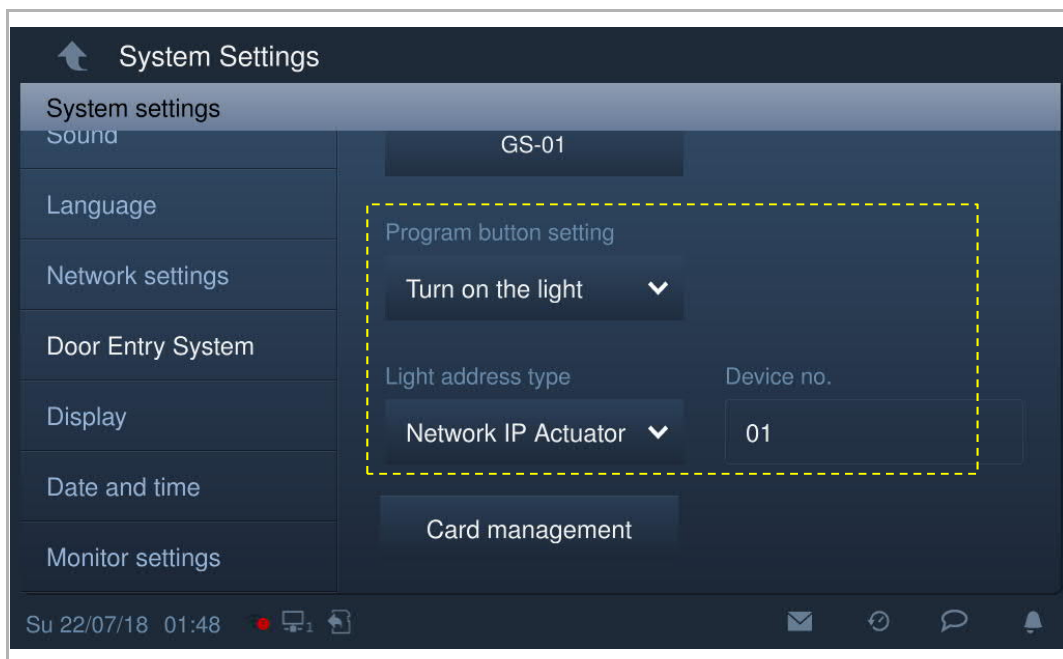 System Settings
System settings
Sound
Language
Network settings
Door Entry System
Display
Date and time
Monitor settings
GS-01
Program button setting
Turn on the light
Light address type
Device no.
Network IP Actuator
01
Card management
Su 22/07/18 01:48
1